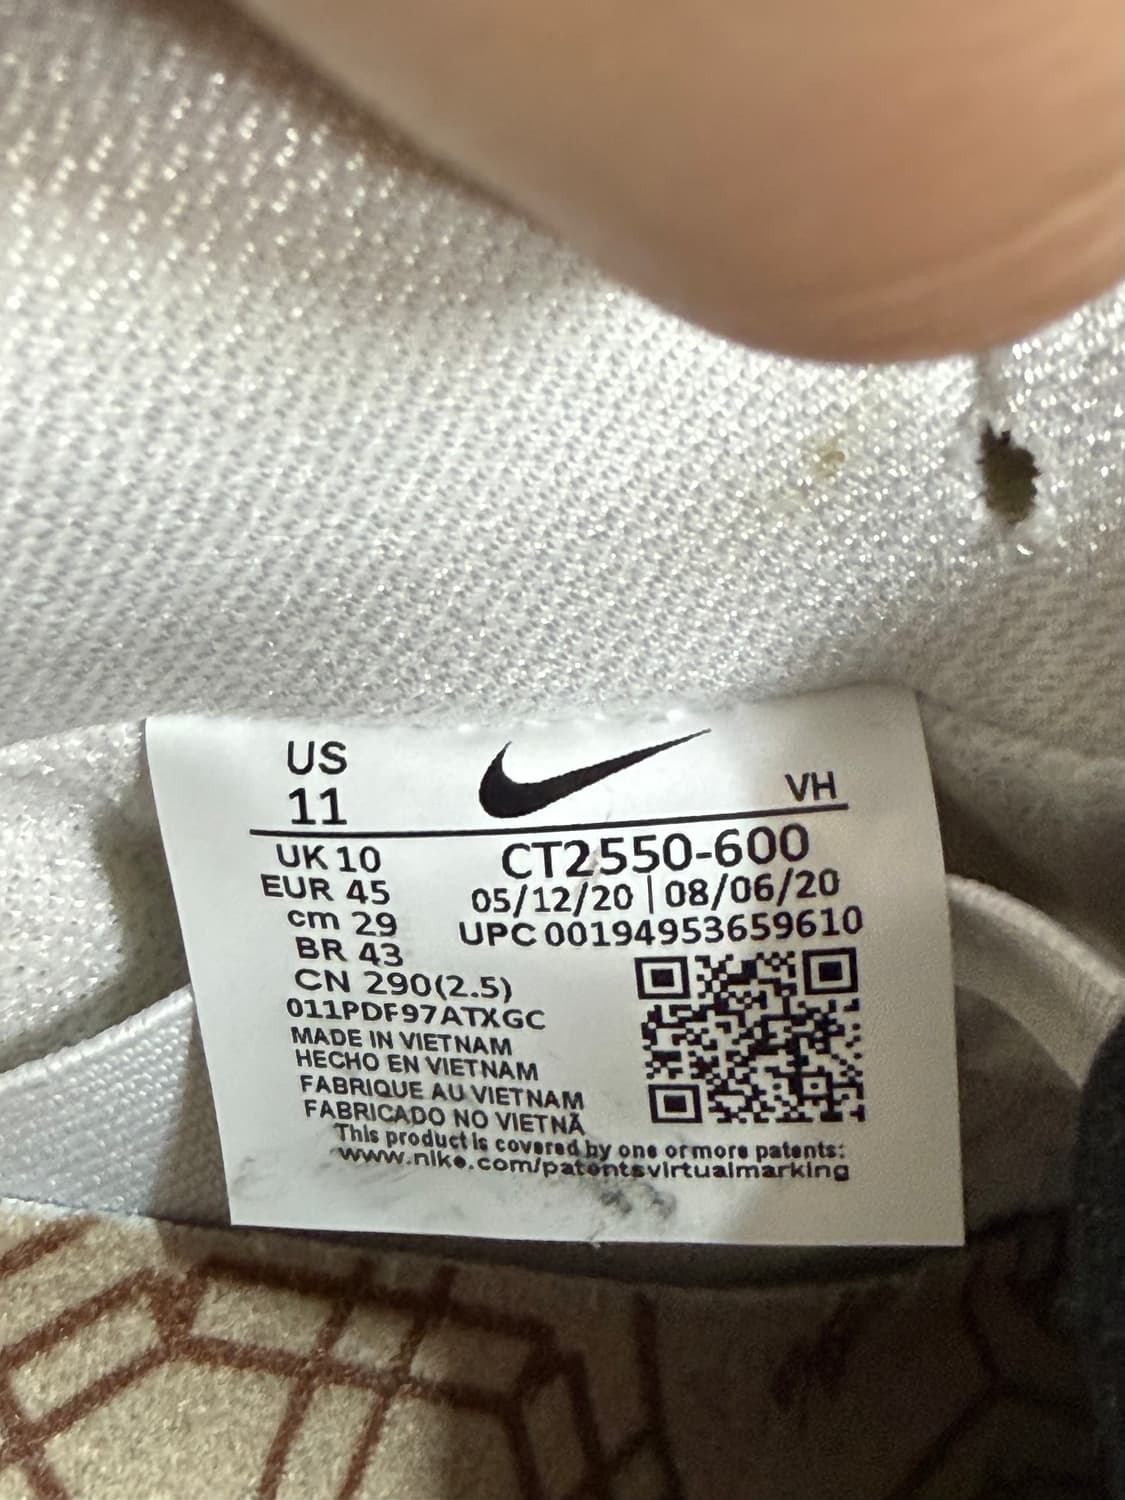 US
11
VH
UK 10
EUR 45
cm 29
BR 43
CN 290(2.5)
CT2550-600
05/12/20 | 08/06/20
UPC 00194953659610
011PDF97ATXGC
MADE IN VIETNAM
HECHO EN VIETNAM
FABRIQUE AU VIETNAM
FABRICADO NO VIETNÃ
This product is covered by one or more patents:
www.nike.com/patentsvirtualmarking